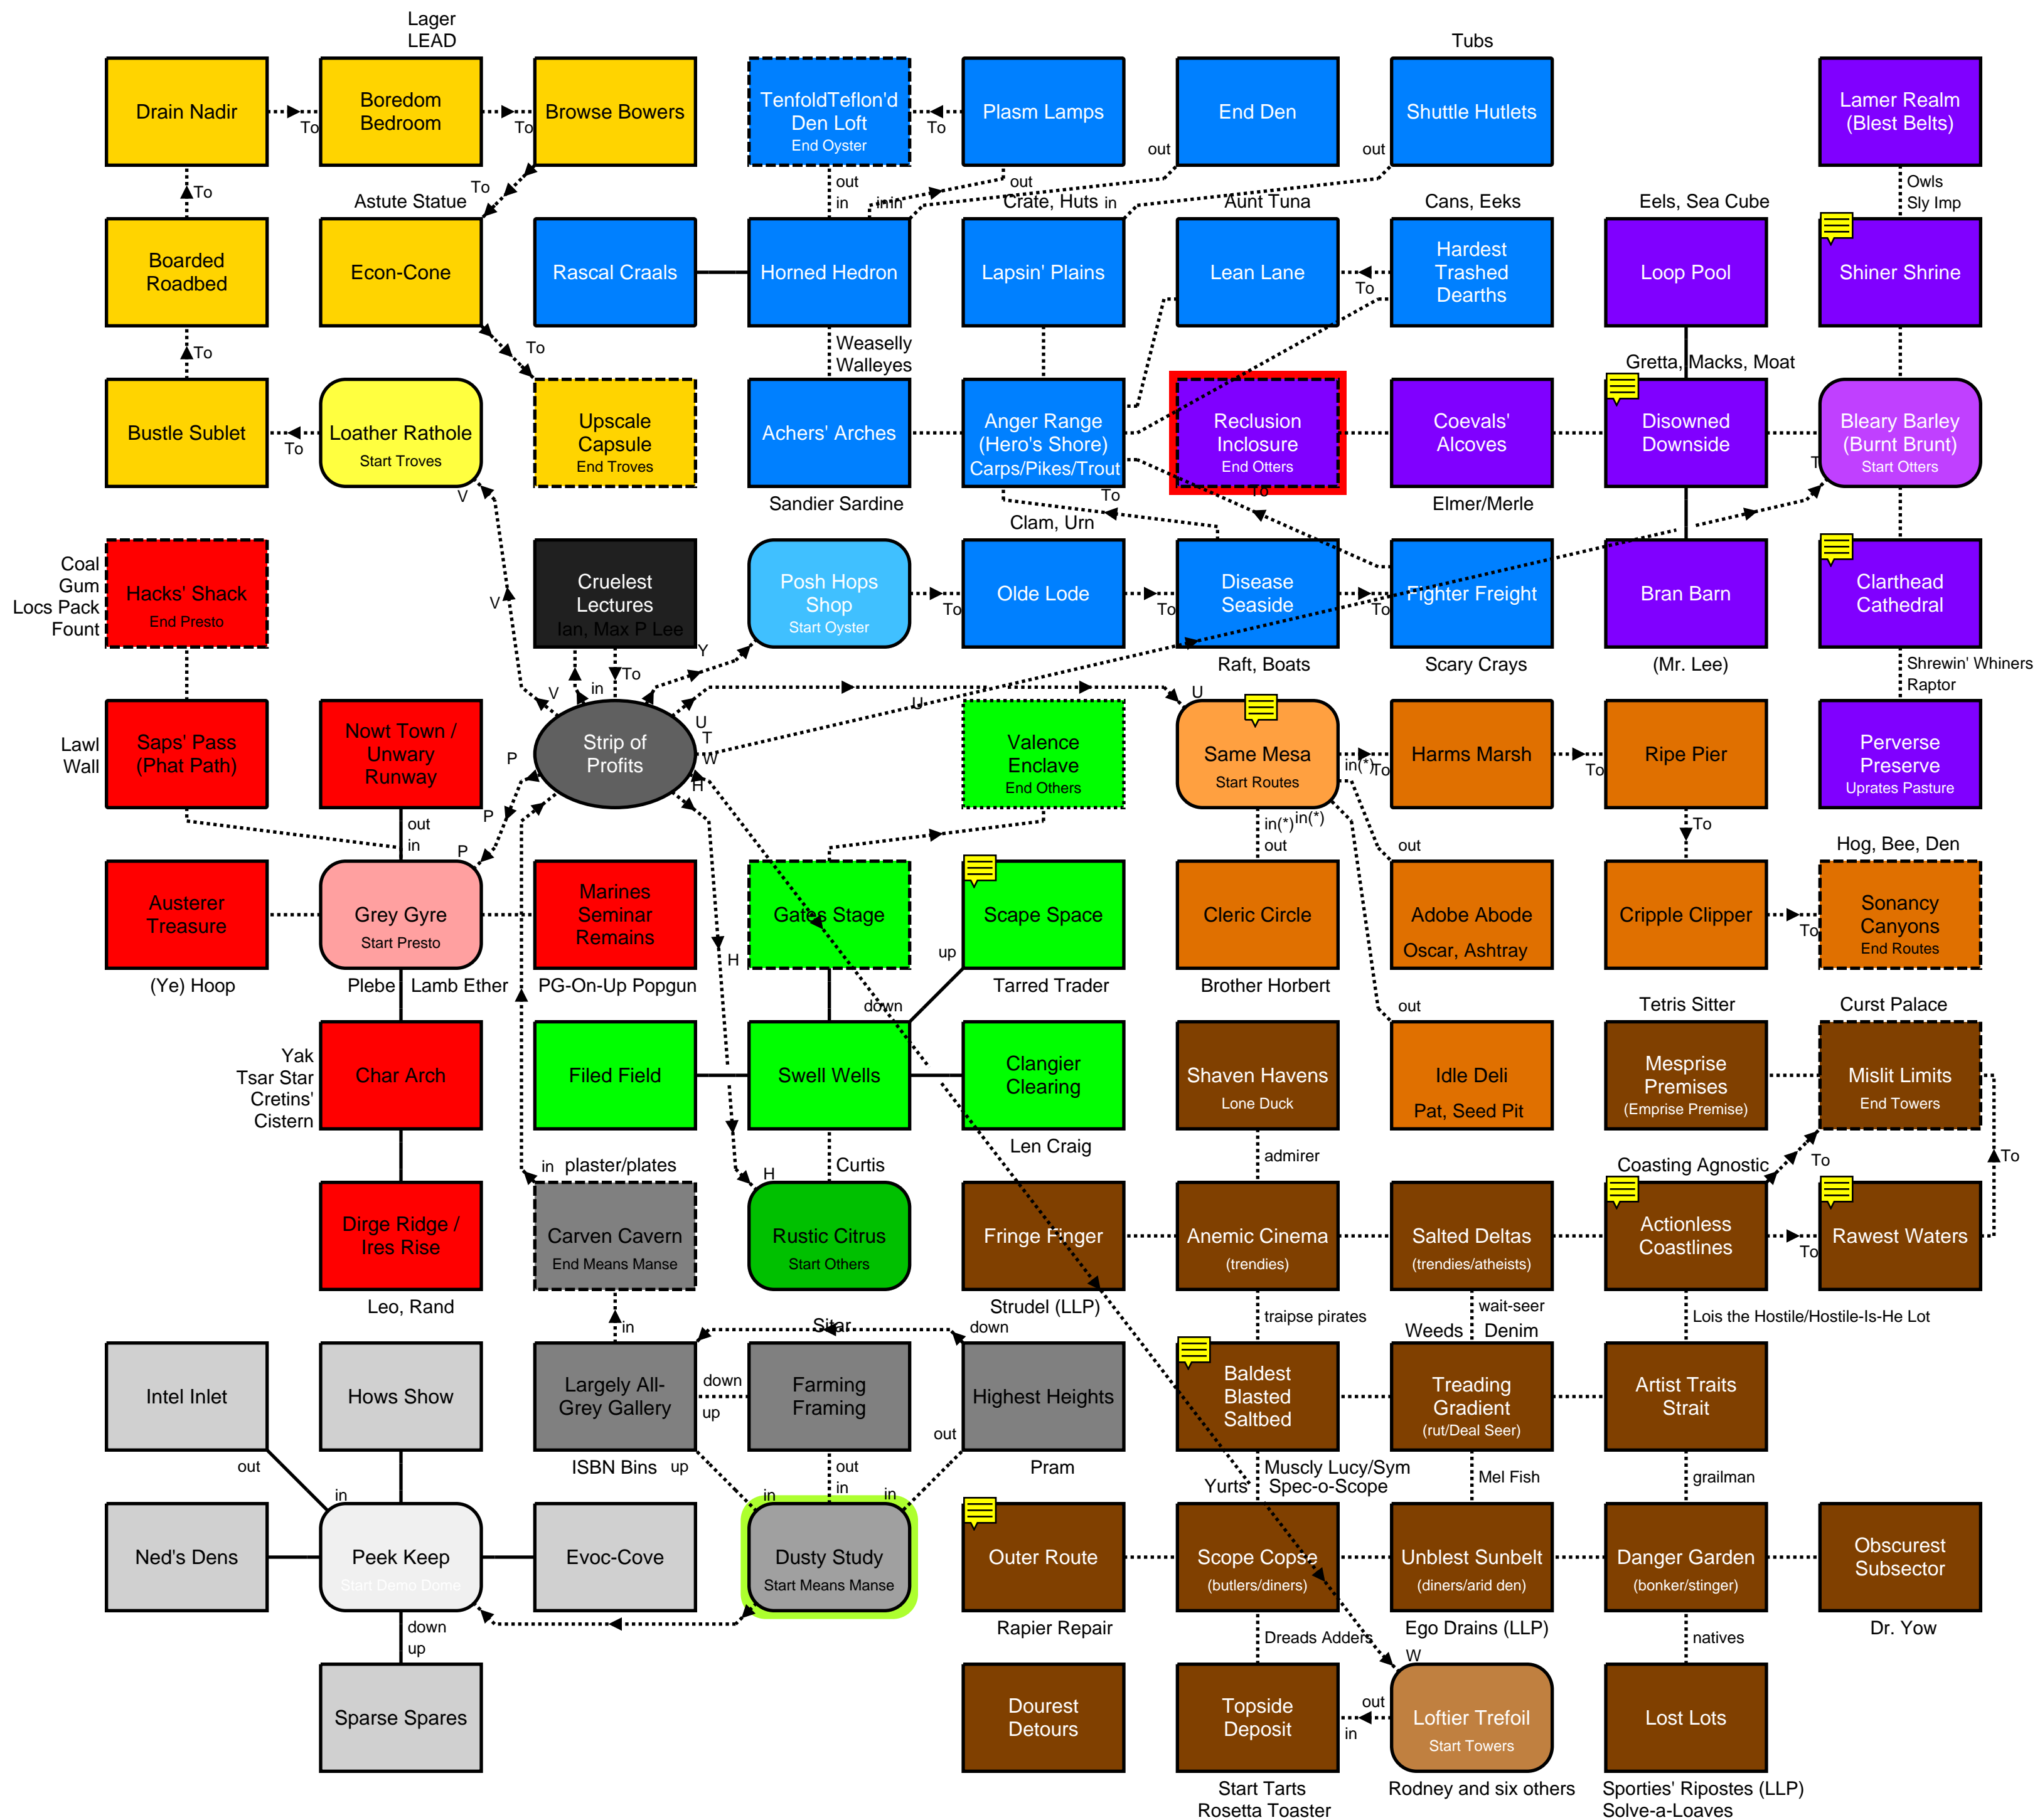 Lager
LEAD
Tubs
Drain Nadir
To
Boredom
Bedroom
To
Browse Bowers
TenfoldTeflon'd
Den Loft
End Oyster
To
Plasm Lamps
End Den
Shuttle Hutlets
Lamer Realm
(Blest Belts)
out
out
To
To
out
in
inin
out
Owls
Sly Imp
Astute Statue
Crate, Huts
in
Aunt Tuna
Cans, Eeks
Eels, Sea Cube
Boarded
Roadbed
Econ-Cone
Rascal Craals
Horned Hedron
Lapsin' Plains
Lean Lane
To
Hardest
Trashed
Dearths
Loop Pool
Shiner Shrine
To
To
Weaselly
Walleyes
Gretta, Macks, Moat
Bustle Sublet
To
Loather Rathole
Start Troves
Upscale
Capsule
End Troves
Achers' Arches
Anger Range
(Hero's Shore)
Carps/Pikes/Trout
Reclusion
Inclosure
End Otters
Coevals'
Alcoves
Disowned
Downside
Bleary Barley
(Burnt Brunt)
Start Otters
T
V
Sandier Sardine
To
To
Elmer/Merle
Clam, Urn
Coal
Gum
Locs Pack
Fount
Hacks' Shack
End Presto
V
Cruelest
Lectures
Ian, Max P Lee
Posh Hops
Shop
Start Oyster
To
Olde Lode
To
Disease
Seaside
To
Fighter Freight
Bran Barn
Clarthead
Cathedral
Y
To
in
V
Raft, Boats
Scary Crays
(Mr. Lee)
Shrewin' Whiners
Raptor
U
U
U
T
W
H
P
Lawl
Wall
Saps' Pass
(Phat Path)
Nowt Town /
Unwary
Runway
Strip of
Profits
Valence
Enclave
End Others
Same Mesa
Start Routes
in(*)
To
Harms Marsh
To
Ripe Pier
Perverse
Preserve
Uprates Pasture
P
out
in
P
in(*)
in(*)
out
out
To
Hog, Bee, Den
Austerer
Treasure
Grey Gyre
Start Presto
Marines
Seminar
Remains
Gates Stage
Scape Space
Cleric Circle
Adobe Abode
Oscar, Ashtray
Cripple Clipper
To
Sonancy
Canyons
End Routes
H
up
(Ye) Hoop
Plebe
Lamb Ether
PG-On-Up Popgun
down
Tarred Trader
Brother Horbert
out
Tetris Sitter
Curst Palace
Yak
Tsar Star
Cretins'
Cistern
Char Arch
Filed Field
Swell Wells
Clangier
Clearing
Shaven Havens
Lone Duck
Idle Deli
Pat, Seed Pit
Mesprise
Premises
(Emprise Premise)
Mislit Limits
End Towers
in
plaster/plates
H
Curtis
Len Craig
admirer
Coasting Agnostic
To
To
Dirge Ridge /
Ires Rise
Carven Cavern
End Means Manse
Rustic Citrus
Start Others
Fringe Finger
Anemic Cinema
(trendies)
Salted Deltas
(trendies/atheists)
Actionless
Coastlines
To
Rawest Waters
Leo, Rand
in
Sitar
down
Strudel (LLP)
traipse pirates
wait-seer
Weeds
Denim
Lois the Hostile/Hostile-Is-He Lot
Intel Inlet
Hows Show
Largely All-
Grey Gallery
down
up
Farming
Framing
Highest Heights
Baldest
Blasted
Saltbed
Treading
Gradient
(rut/Deal Seer)
Artist Traits
Strait
out
in
ISBN Bins
up
in
out
in
in
out
Pram
Yurts
Muscly Lucy/Sym
Spec-o-Scope
Mel Fish
grailman
Ned's Dens
Peek Keep
Start Demo Dome
Evoc-Cove
Dusty Study
Start Means Manse
Outer Route
Scope Copse
(butlers/diners)
Unblest Sunbelt
(diners/arid den)
Danger Garden
(bonker/stinger)
Obscurest
Subsector
down
up
Rapier Repair
Dreads Adders
Ego Drains (LLP)
W
natives
Dr. Yow
Sparse Spares
Dourest
Detours
Topside
Deposit
out
in
Loftier Trefoil
Start Towers
Lost Lots
Start Tarts
Rosetta Toaster
Rodney and six others
Sporties' Ripostes (LLP)
Solve-a-Loaves